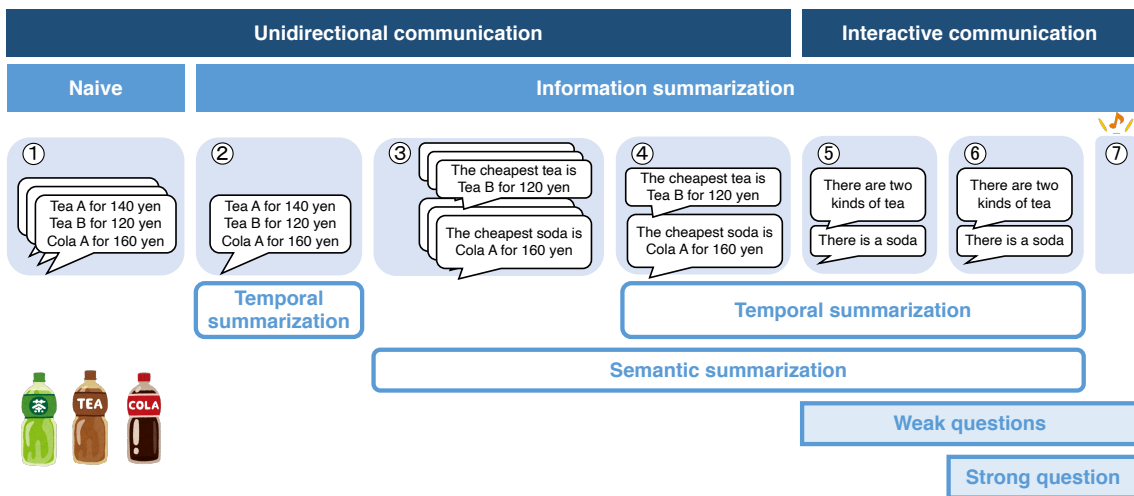 Unidirectional communication
Interactive communication
Naive
Information summarization
①
②
③
④
⑤
⑥
⑦
Tea A for 140 yen
Tea B for 120 yen
Cola A for 160 yen
Tea A for 140 yen
Tea B for 120 yen
Cola A for 160 yen
The cheapest tea is
Tea B for 120 yen
The cheapest soda is
Cola A for 160 yen
The cheapest tea is
Tea B for 120 yen
The cheapest soda is
Cola A for 160 yen
There are two
kinds of tea
There is a soda
There are two
kinds of tea
There is a soda
Temporal
summarization
Temporal summarization
Semantic summarization
茶
TEA
COLA
Weak questions
Strong question